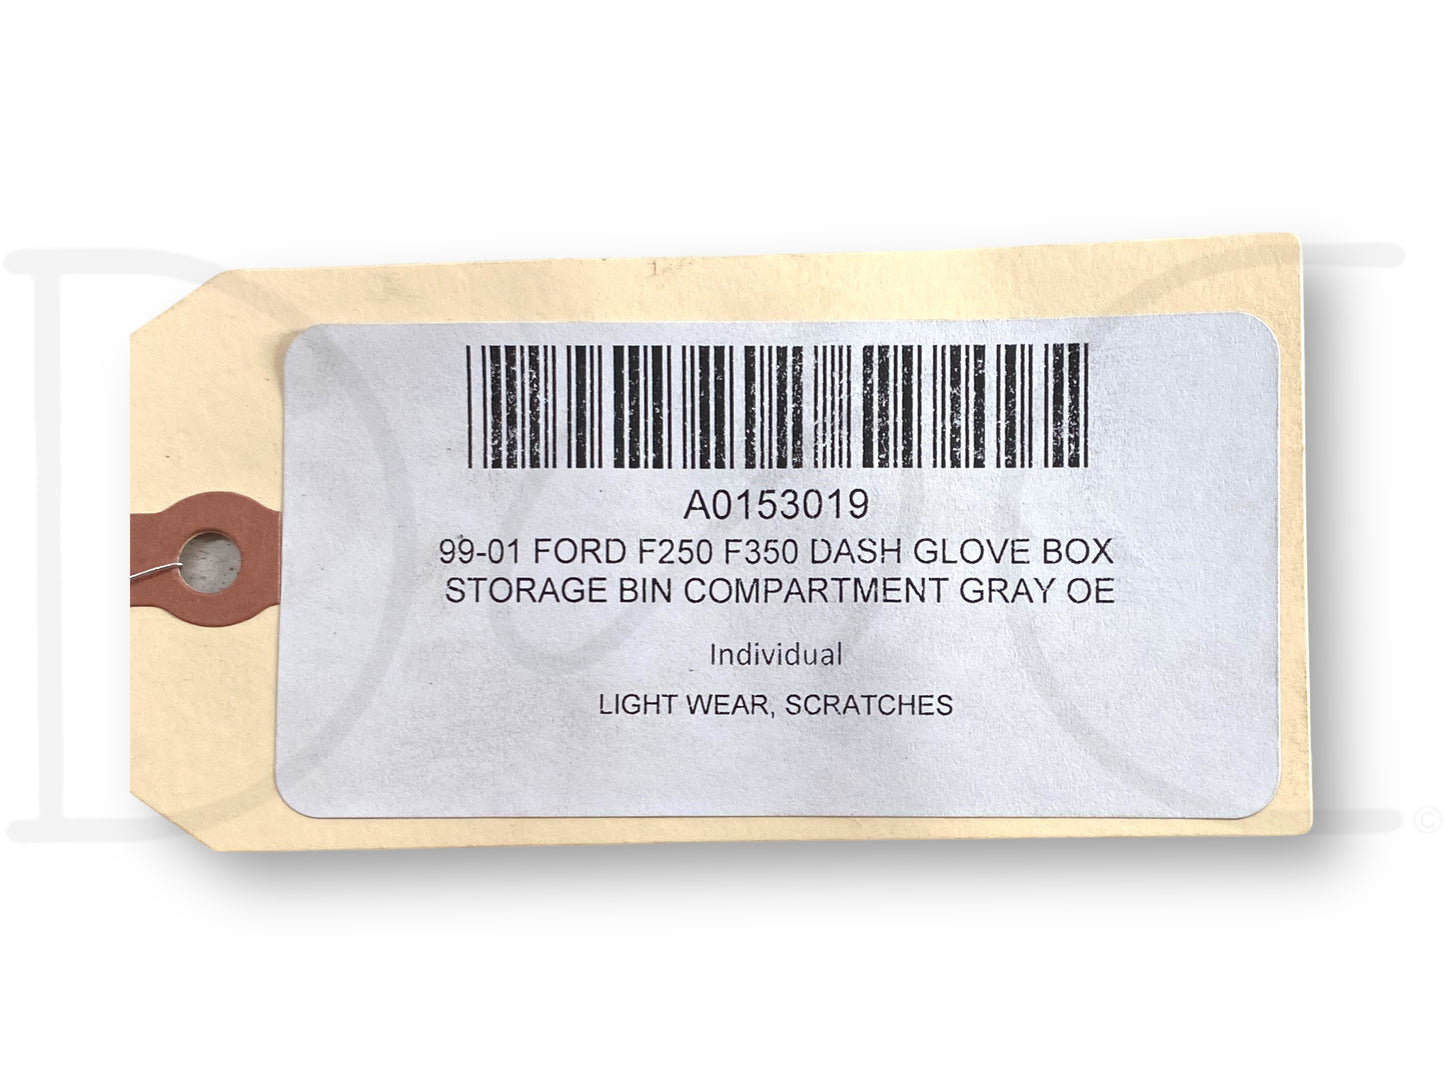 A0153019
99-01 FORD F250 F350 DASH GLOVE BOX
STORAGE BIN COMPARTMENT GRAY OE
Individual
LIGHT WEAR, SCRATCHES
©